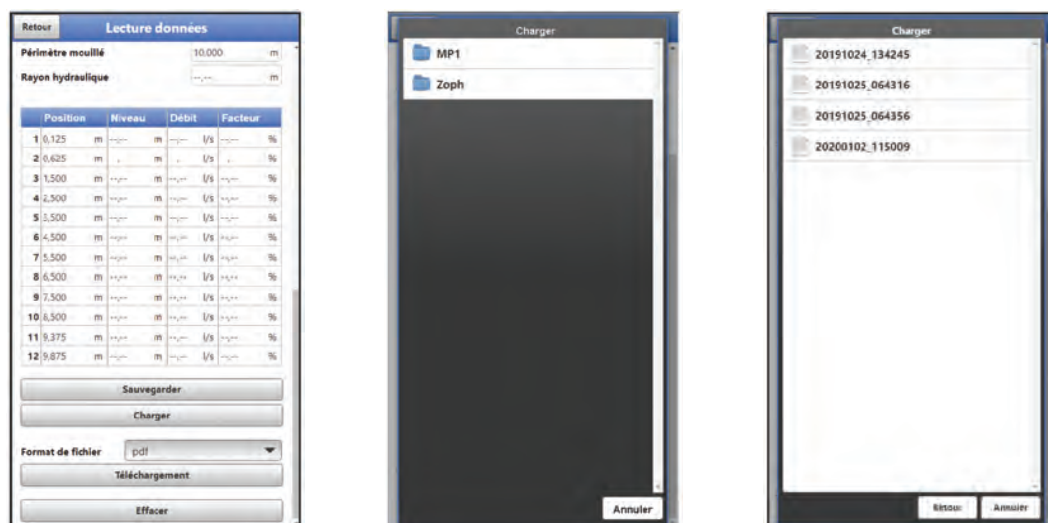 Retour
Lecture données
Périmètre mouillé 10.000 m
Rayon hydraulique --,-- m
Position Niveau Débit Facteur
1 0,125 m --,-- m --,-- l/s --,-- %
2 0,625 m , m , l/s , %
3 1,500 m --,-- m --,-- l/s --,-- %
4 2,500 m --,-- m --,-- l/s --,-- %
5 3,500 m --,-- m --,-- l/s --,-- %
6 4,500 m --,-- m --,-- l/s --,-- %
7 5,500 m --,-- m --,-- l/s --,-- %
8 6,500 m --,-- m --,-- l/s --,-- %
9 7,500 m --,-- m --,-- l/s --,-- %
10 8,500 m --,-- m --,-- l/s --,-- %
11 9,375 m --,-- m --,-- l/s --,-- %
12 9,875 m --,-- m --,-- l/s --,-- %
Sauvegarder
Charger
Format de fichier pdf
Téléchargement
Effacer
Charger
MP1
Zoph
Annuler
Charger
20191024_134245
20191025_064316
20191025_064356
20200102_115009
Retour Annuler